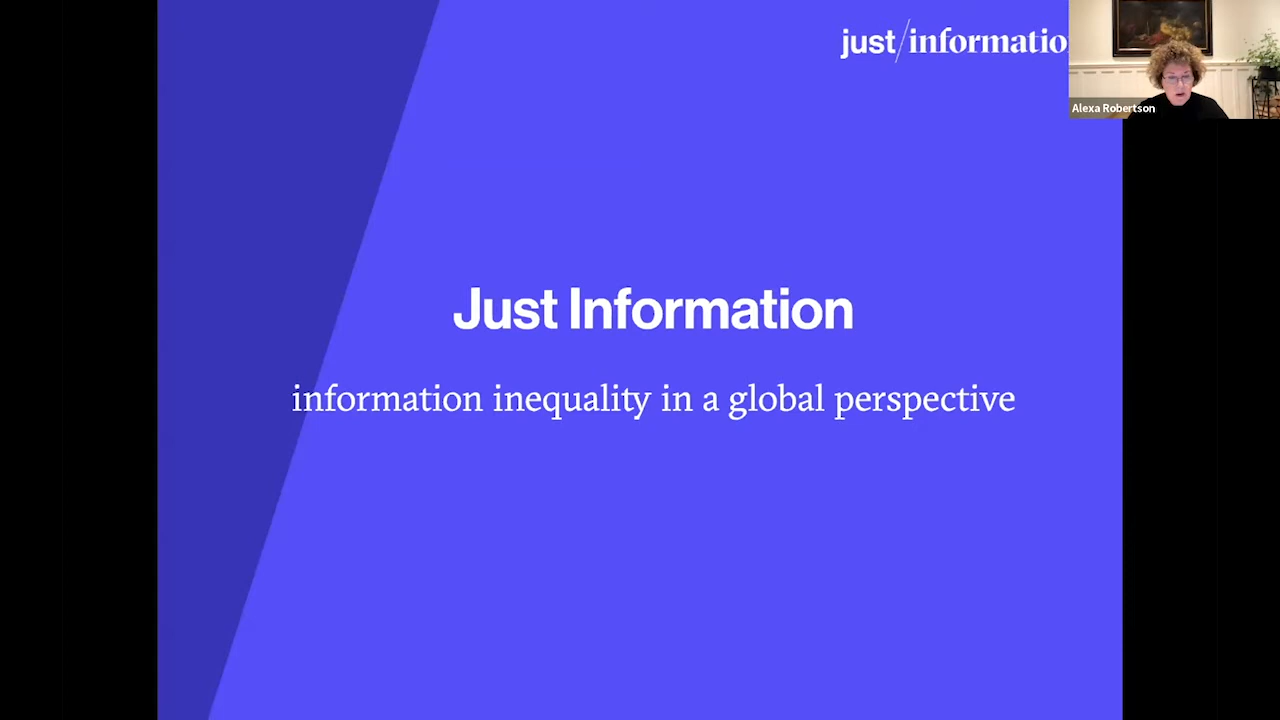 just/informatio
Alexa Robertson
Just Information
information inequality in a global perspective